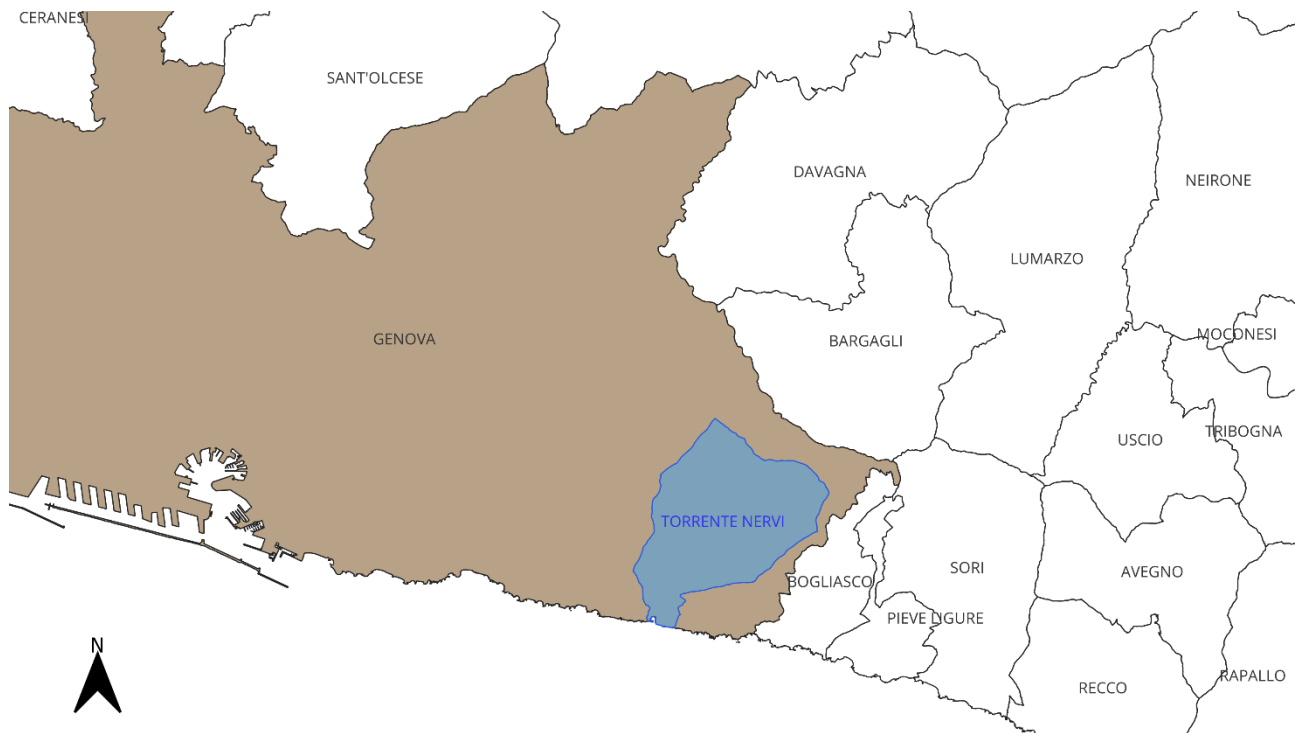 CERANESI
SANT'OLCESE
DAVAGNA
NEIRONE
LUMARZO
GENOVA
BARGAGLI
MOCONESI
USCIO
TRIBOGNA
TORRENTE NERVI
SORI
AVEGNO
BOGLIASCO
PIEVE LIGURE
N
RAPALLO
RECCO